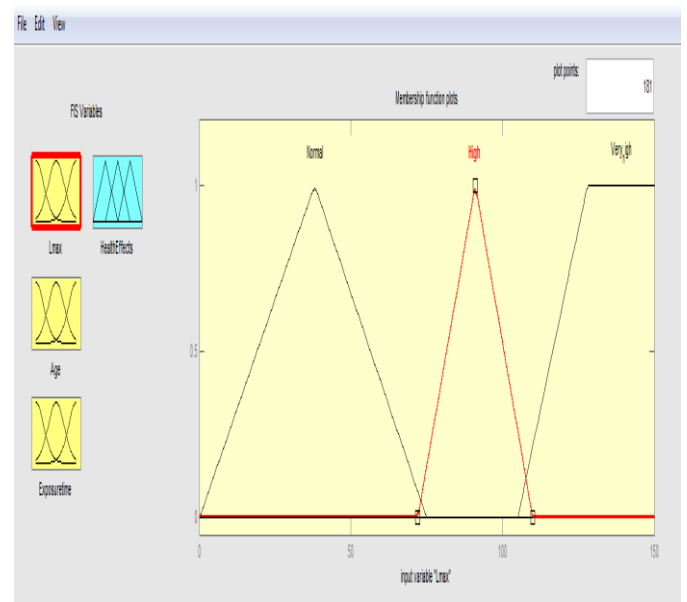 File Edit View
plot points: 181
FIS Variables
Membership function plots
Normal High Very_High
1
0.5
0
0 50 100 150
input variable "Lmax"
Lmax HealthEffects
Age
Exposuretime